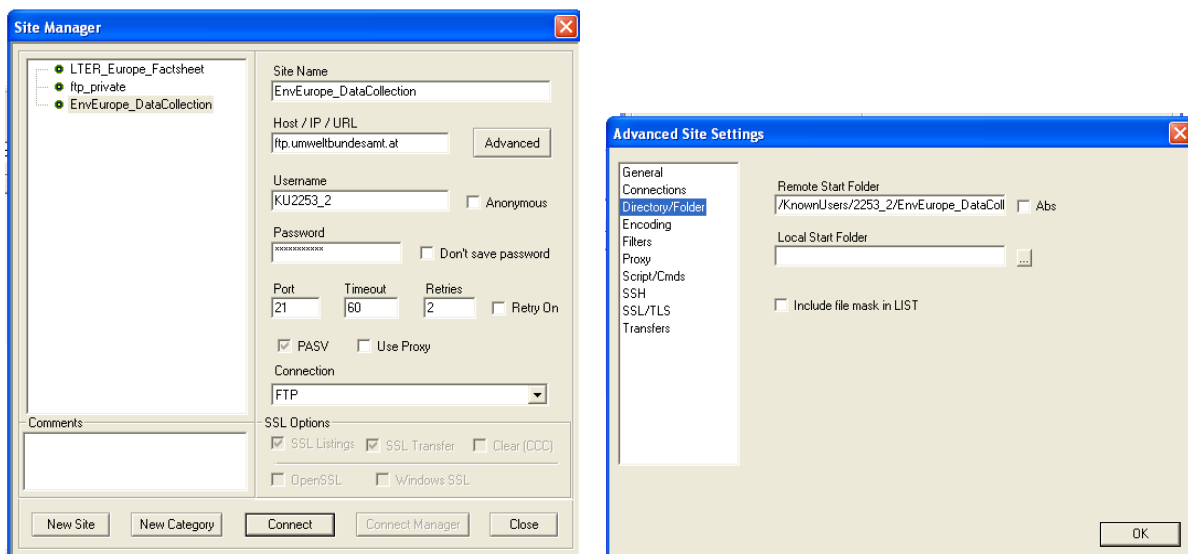 Site Manager
LTER_Europe_Factsheet
ftp_private
EnvEurope_DataCollection
Site Name
EnvEurope_DataCollection
Host / IP / URL
ftp.umweltbundesamt.at
Advanced
Username
KU2253_2
Anonymous
Password
×××××××××××
Don't save password
Port Timeout Retries
21 60 2 Retry On
PASV Use Proxy
Connection
FTP
Comments
SSL Options
SSL Listings SSL Transfer Clear (CCC)
OpenSSL Windows SSL
New Site New Category Connect Connect Manager Close
Advanced Site Settings
General
Connections
Directory/Folder
Encoding
Filters
Proxy
Script/Cmds
SSH
SSL/TLS
Transfers
Remote Start Folder
/KnownUsers/2253_2/EnvEurope_DataColl Abs
Local Start Folder
...
Include file mask in LIST
OK